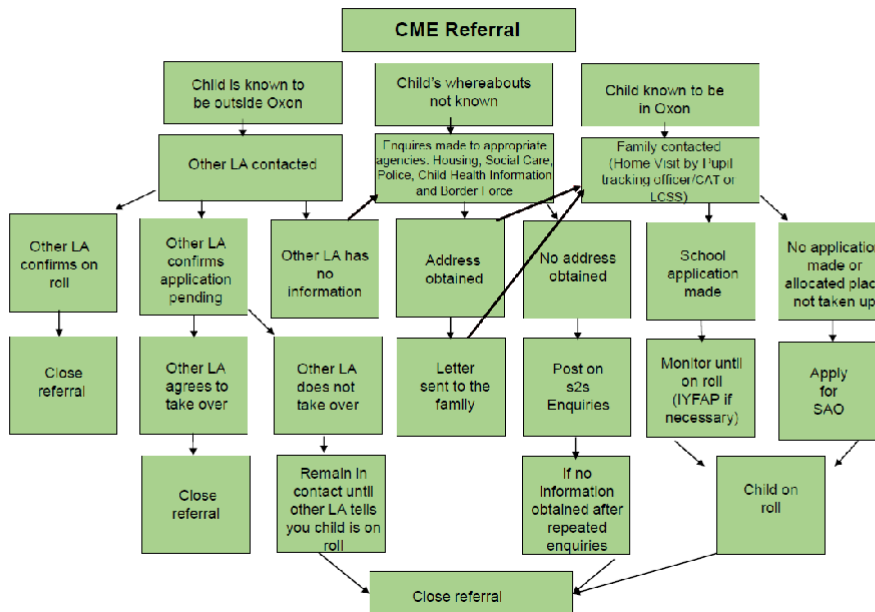 CME Referral
Child is known to
be outside Oxon
Child's whereabouts
not known
Child known to be
in Oxon
Other LA contacted
Enquires made to appropriate
agencies. Housing, Social Care,
Police, Child Health Information
and Border Force
Family contacted
(Home Visit by Pupil
tracking officer/CAT or
LCSS)
Other LA
confirms on
roll
Other LA
confirms
application
pending
Other LA has
no
information
Address
obtained
No address
obtained
School
application
made
No application
made or
allocated place
not taken up
Close
referral
Other LA
agrees to
take over
Other LA
does not
take over
Letter
sent to the
family
Post on
s2s
Enquiries
Monitor until
on roll
(IYFAP if
necessary)
Apply
for
SAO
Close
referral
Remain in
contact until
other LA tells
you child is on
roll
If no
information
obtained after
repeated
enquiries
Child on
roll
Close referral